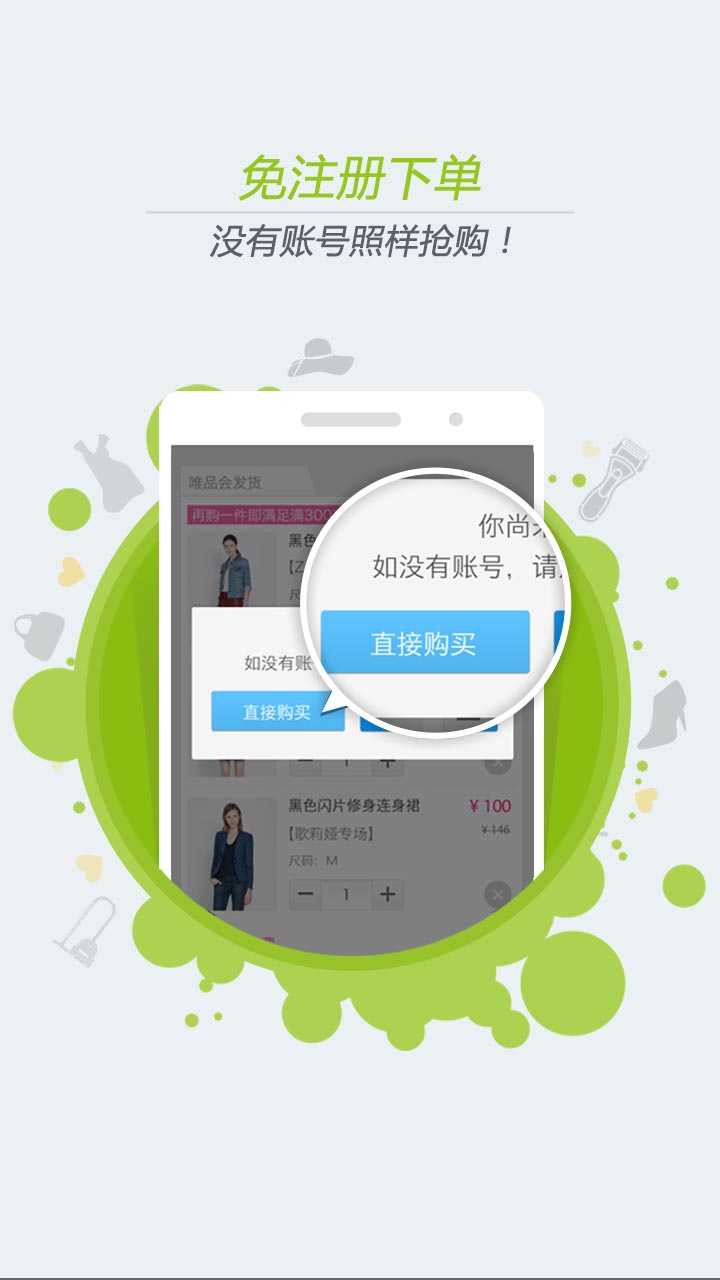 免注册下单
没有账号照样抢购！
唯品会发货
再购一件即满足满300
你尚
如没有账号，请
黑色
直接购买
如没有账
直接购买
1
黑色闪片修身连身裙
¥ 100
【歌莉娅专场】
¥ 146
尺码：M
1